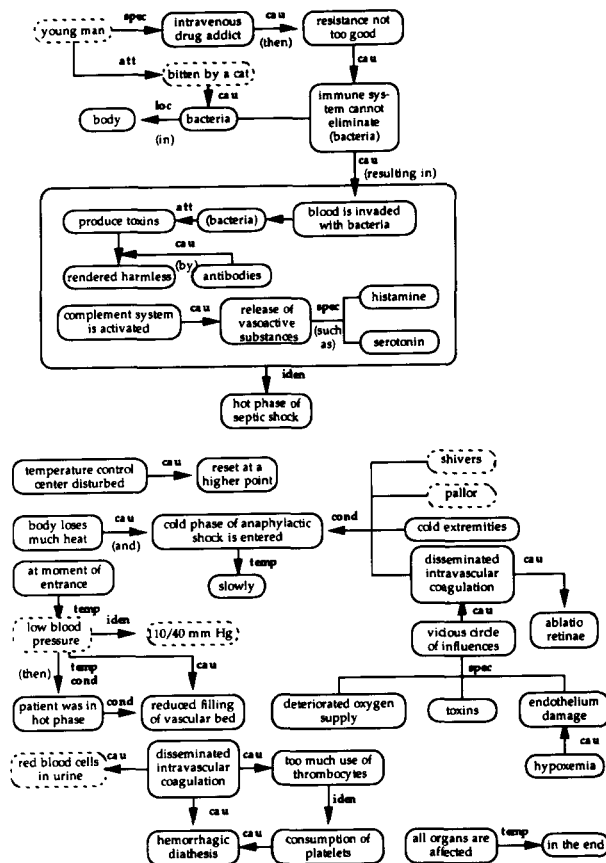 young man
spec
intravenous
drug addict
cau
(then)
resistance not
too good
att
bitten by a cat
cau
cau
body
loc
(in)
bacteria
immune sys-
tem cannot
eliminate
(bacteria)
cau
(resulting in)
produce toxins
att
(bacteria)
blood is invaded
with bacteria
cau
rendered harmless
(by)
antibodies
complement system
is activated
cau
release of
vasoactive
substances
spec
(such
as)
histamine
serotonin
iden
hot phase of
septic shock
temperature control
center disturbed
cau
reset at a
higher point
shivers
pallor
body loses
much heat
cau
(and)
cold phase of anaphylactic
shock is entered
cond
cold extremities
temp
slowly
disseminated
intravascular
coagulation
cau
ablatio
retinae
at moment of
entrance
temp
low blood
pressure
iden
110/40 mm Hg
cau
vicious circle
of influences
spec
(then)
temp
cond
cau
patient was in
hot phase
cond
reduced filling
of vascular bed
deteriorated oxygen
supply
toxins
endothelium
damage
cau
hypoxemia
red blood cells
in urine
cau
disseminated
intravascular
coagulation
cau
too much use of
thrombocytes
cau
iden
hemorrhagic
diathesis
cau
consumption of
platelets
all organs are
affected
temp
in the end